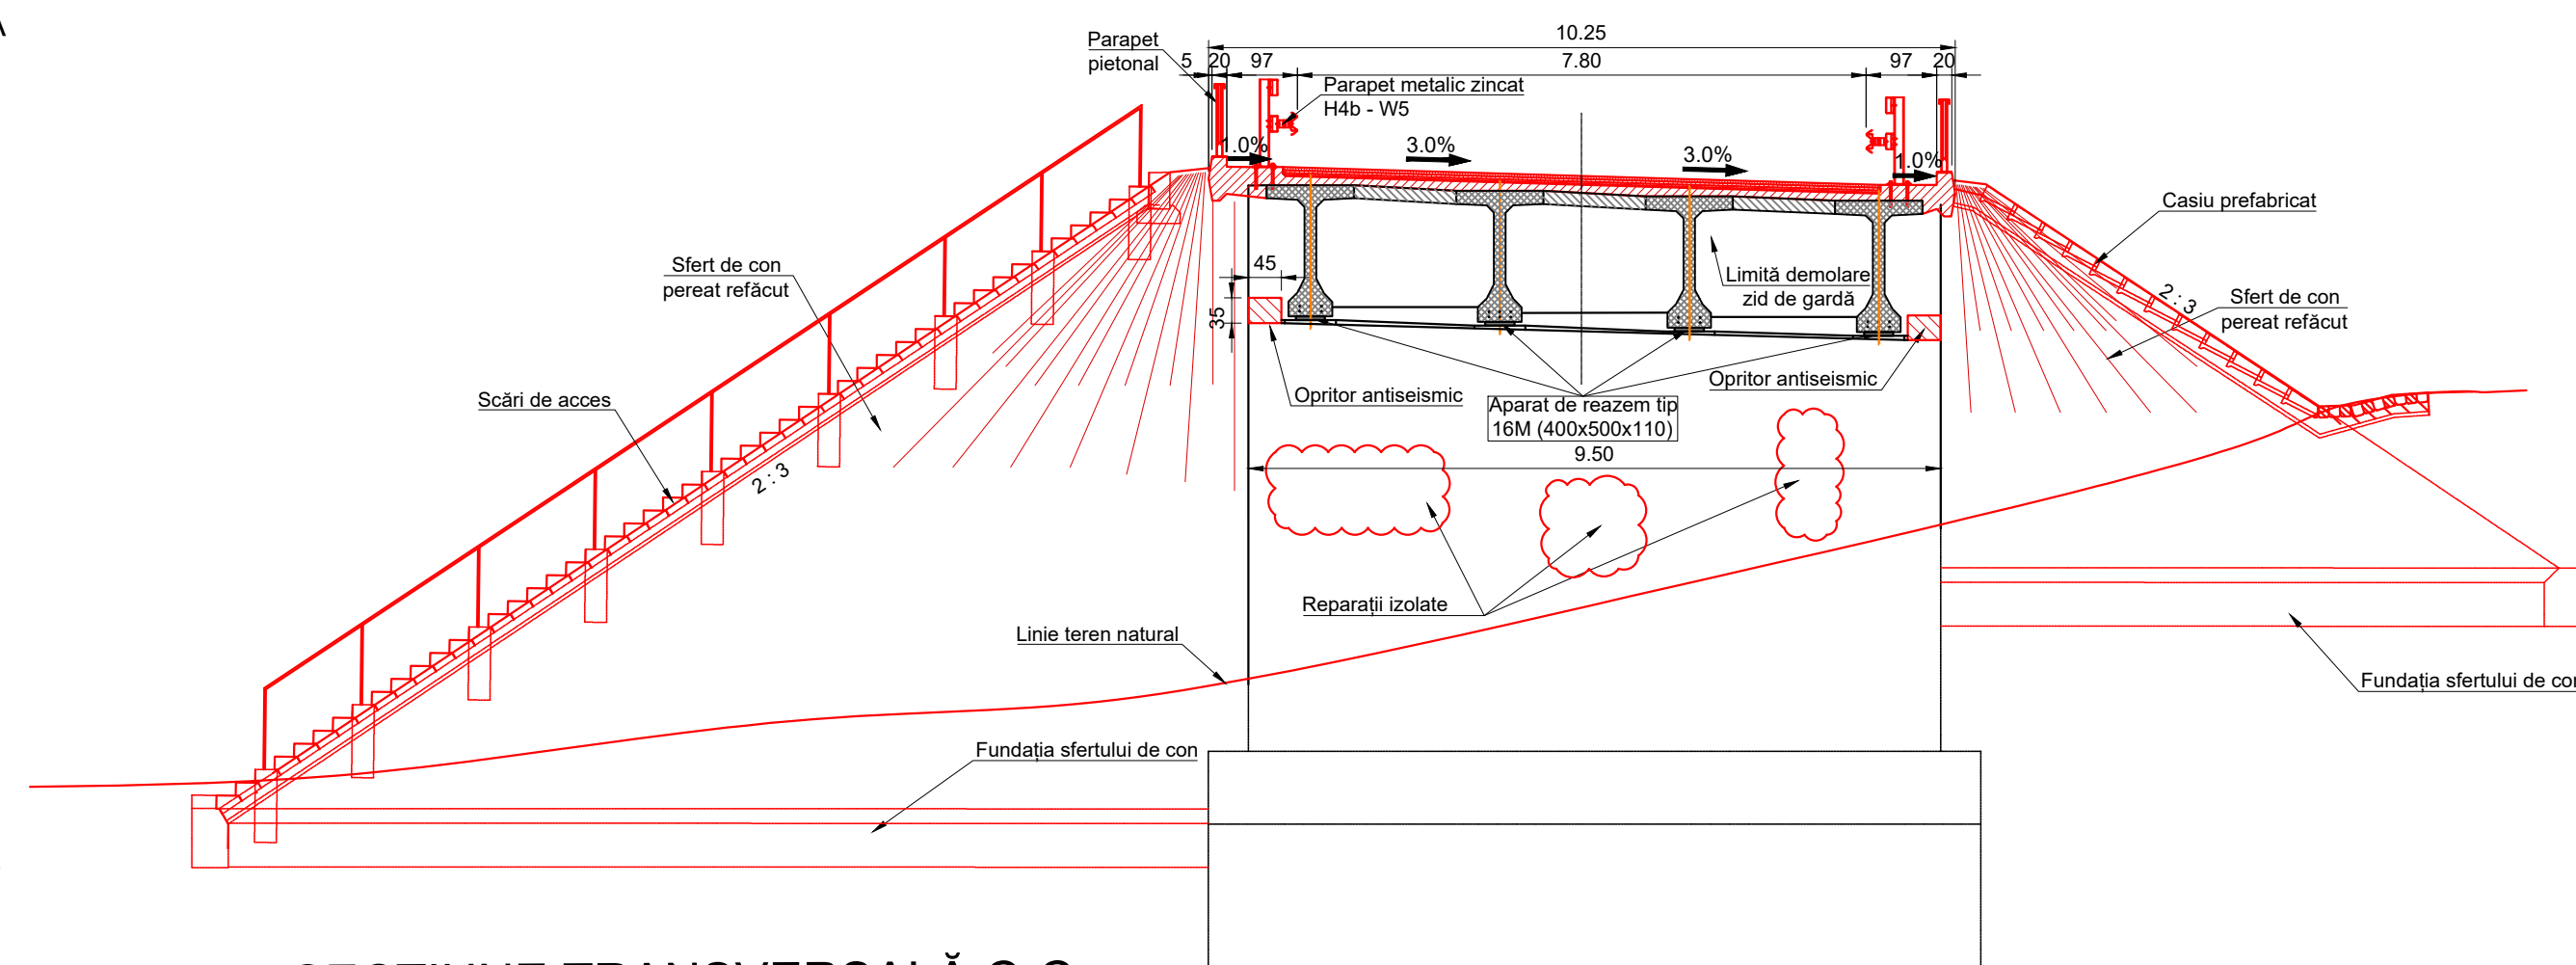 10.25
Parapet
pietonal
5 20 97 7.80 97 20
Parapet metalic zincat
H4b - W5
1.0% 3.0% 3.0% 1.0%
Casiu prefabricat
Sfert de con
pereat refăcut
45
Limită demolare
zid de gardă
2 : 3
Sfert de con
pereat refăcut
35
Scări de acces
Opritor antiseismic
Opritor antiseismic
Aparat de reazem tip
16M (400x500x110)
9.50
2 : 3
Reparații izolate
Linie teren natural
Fundația sfertului de
Fundația sfertului de con